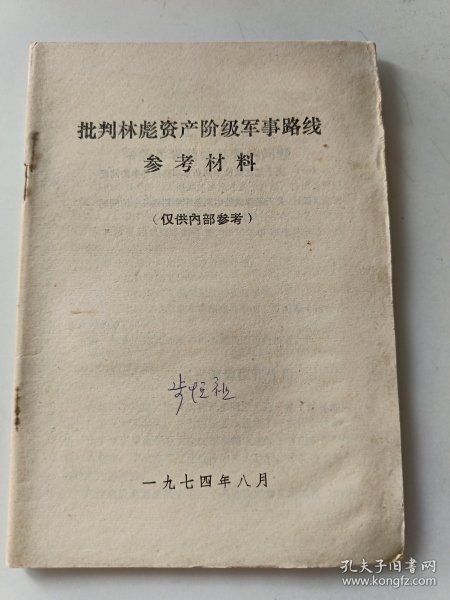 批判林彪资产阶级军事路线
参考材料
（仅供内部参考）
一九七四年八月
孔夫子旧书网
www.kongfz.com